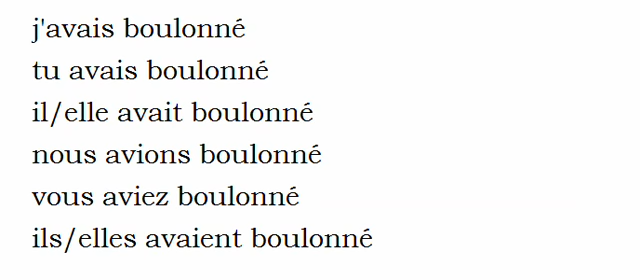 j'avais boulonné
tu avais boulonné
il/elle avait boulonné
nous avions boulonné
vous aviez boulonné
ils/elles avaient boulonné